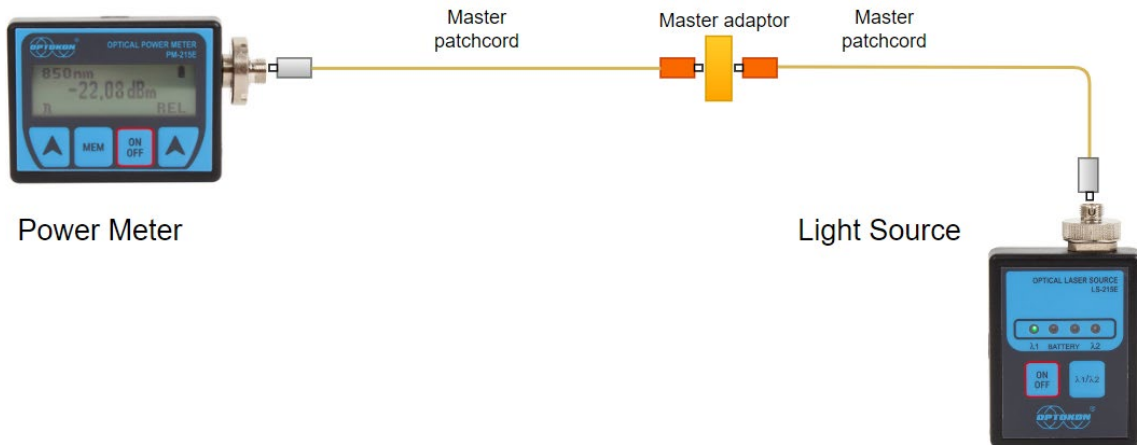 Master
patchcord
Master adaptor
Master
patchcord
OPTOKON
OPTICAL POWER METER
PM-215E
850nm
-22,08dBm
REL
MEM
ON
OFF
Power Meter
Light Source
OPTICAL LASER SOURCE
LS-215E
λ1 BATTERY λ2
ON
OFF
λ1/λ2
OPTOKON